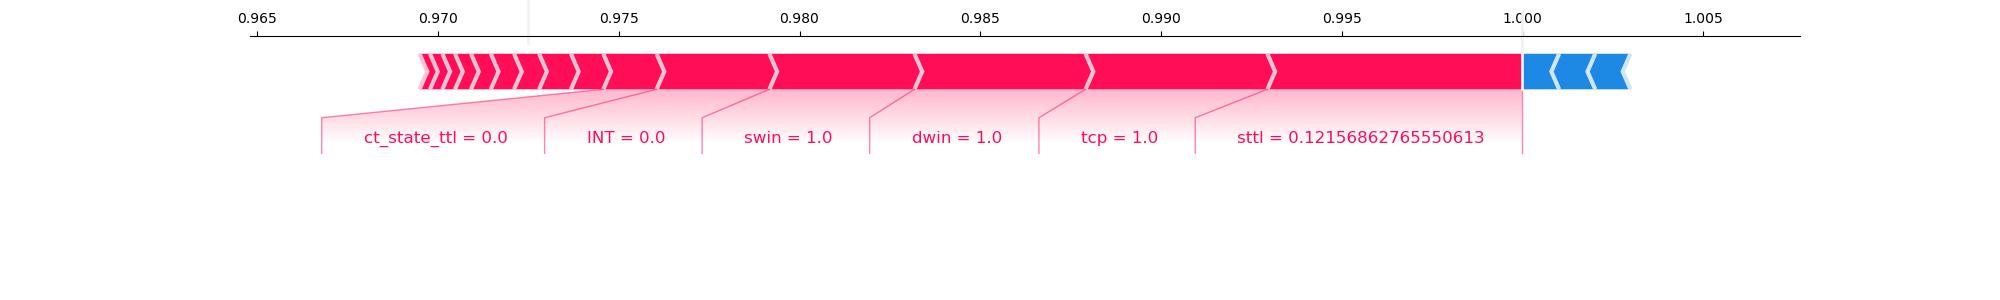 0.965 0.970 0.975 0.980 0.985 0.990 0.995 1.000 1.005
ct_state_ttl = 0.0 INT = 0.0 swin = 1.0 dwin = 1.0 tcp = 1.0 sttl = 0.12156862765550613